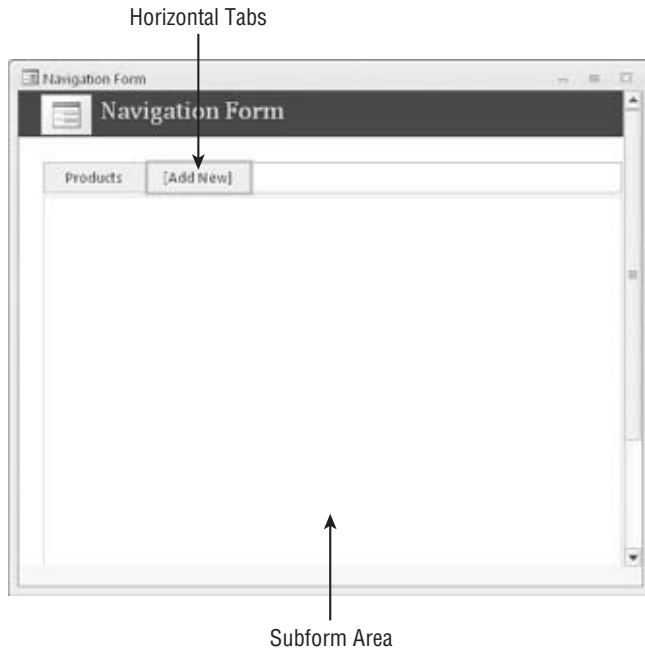 Horizontal Tabs
Navigation Form
Navigation Form
Products [Add New]
Subform Area